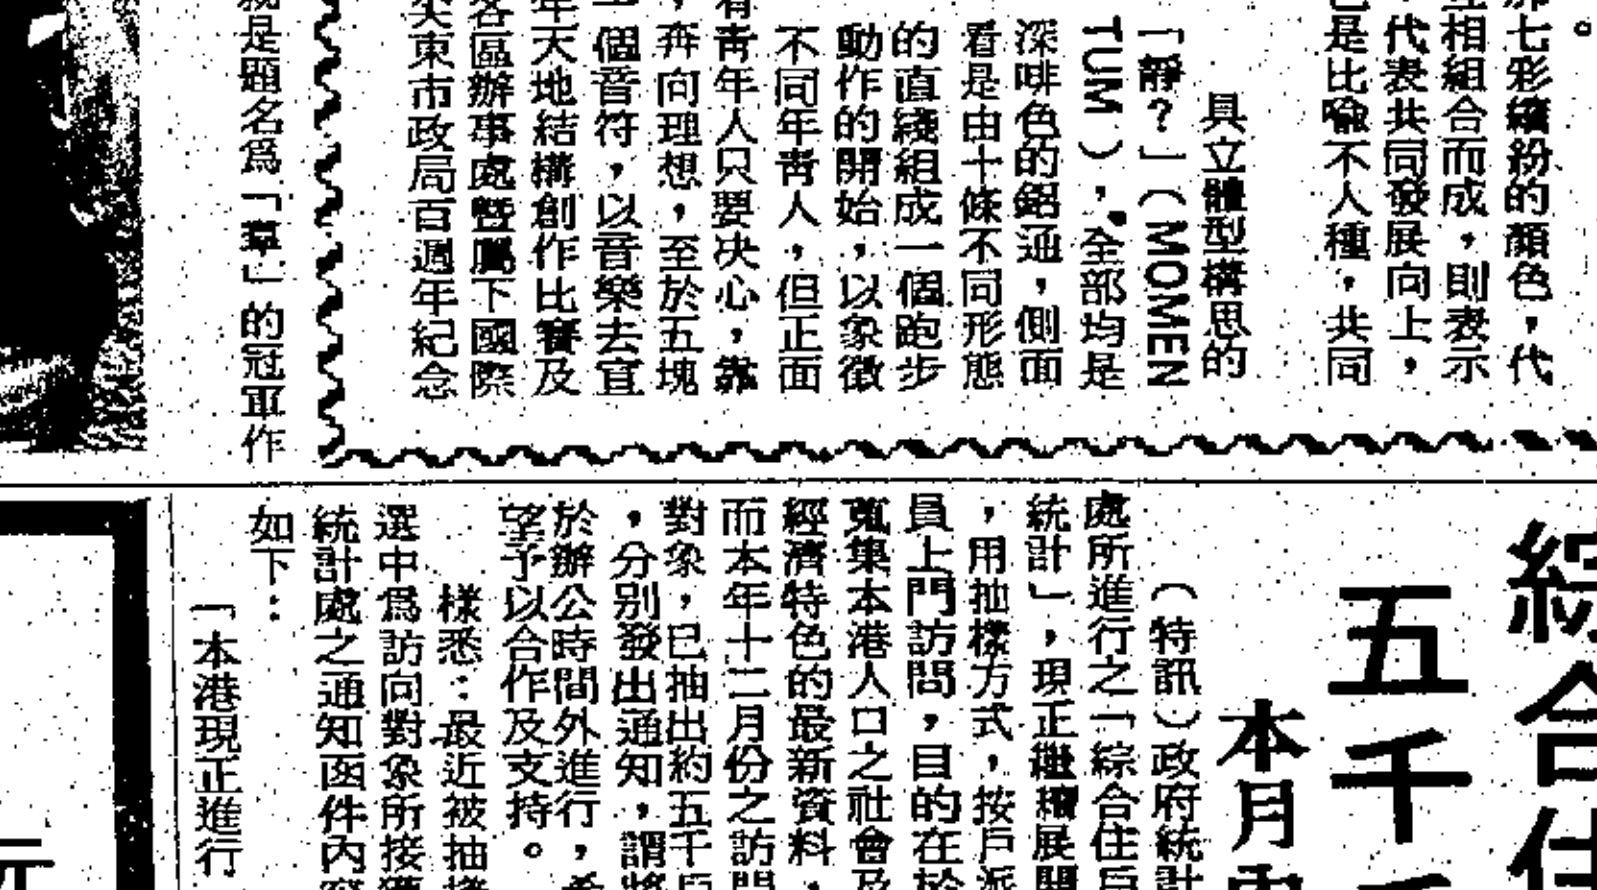 。
七彩繽紛的顏色，代
相組合而成，則表示
代表共同發展向上，
是比喻不人種，共同
具立體型構思的
「靜？」（MOMEN
TUM），全部均是
深啡色的鋁通，側面
看是由十條不同形態
的直綫組成一個跑步
動作的開始，以象徵
不同年靑人，但正面
靑年人只要決心，靠
，奔向理想，至於五塊
個音符，以音樂去宣
年天地結構創作比賽及
各區辦事處暨屬下國際
尖東市政局百週年紀念
是題名爲「羣」的冠軍作
綜合住
五千
本月
（特訊）政府統計
處所進行之「綜合住戶
統計」，現正繼續展開
，用抽樣方式，按戶派
員上門訪問，目的在於
蒐集本港人口之社會及
經濟特色的最新資料，
而本年十二月份之訪問
對象，已抽出約五千戶
，分別發出通知，謂將
於辦公時間外進行，希
望予以合作及支持。
樣悉：最近被抽
選中爲訪向對象所接
統計處之通知函件內
如下：
「本港現正進行